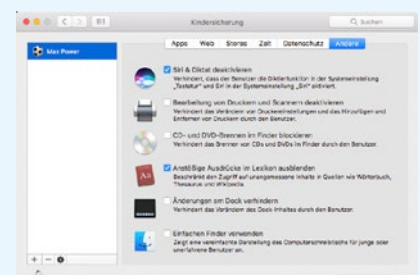 Kindersicherung
Suchen
Apps Web Stores Zeit Datenschutz Andere
Max Power
Siri & Diktat deaktivieren
Verhindert, dass der Benutzer die Diktierfunktion in der Systemeinstellung
„Tastatur“ und Siri in der Systemeinstellung „Siri“ aktiviert.
Bearbeitung von Druckern und Scannern deaktivieren
Verhindert das Verändern von Druckereinstellungen und das Hinzufügen und
Entfernen von Druckern durch den Benutzer.
CD- und DVD-Brennen im Finder blockieren
Verhindert das Brennen von CDs und DVDs im Finder durch den Benutzer.
Anstößige Ausdrücke im Lexikon ausblenden
Beschränkt den Zugriff auf unangemessene Inhalte in Quellen wie Wörterbuch,
Thesaurus und Wikipedia.
Änderungen am Dock verhindern
Verhindert das Verändern des Dock-Inhaltes durch den Benutzer.
Einfachen Finder verwenden
Zeigt eine vereinfachte Darstellung des Computerschreibtischs für junge oder
unerfahrene Benutzer an.